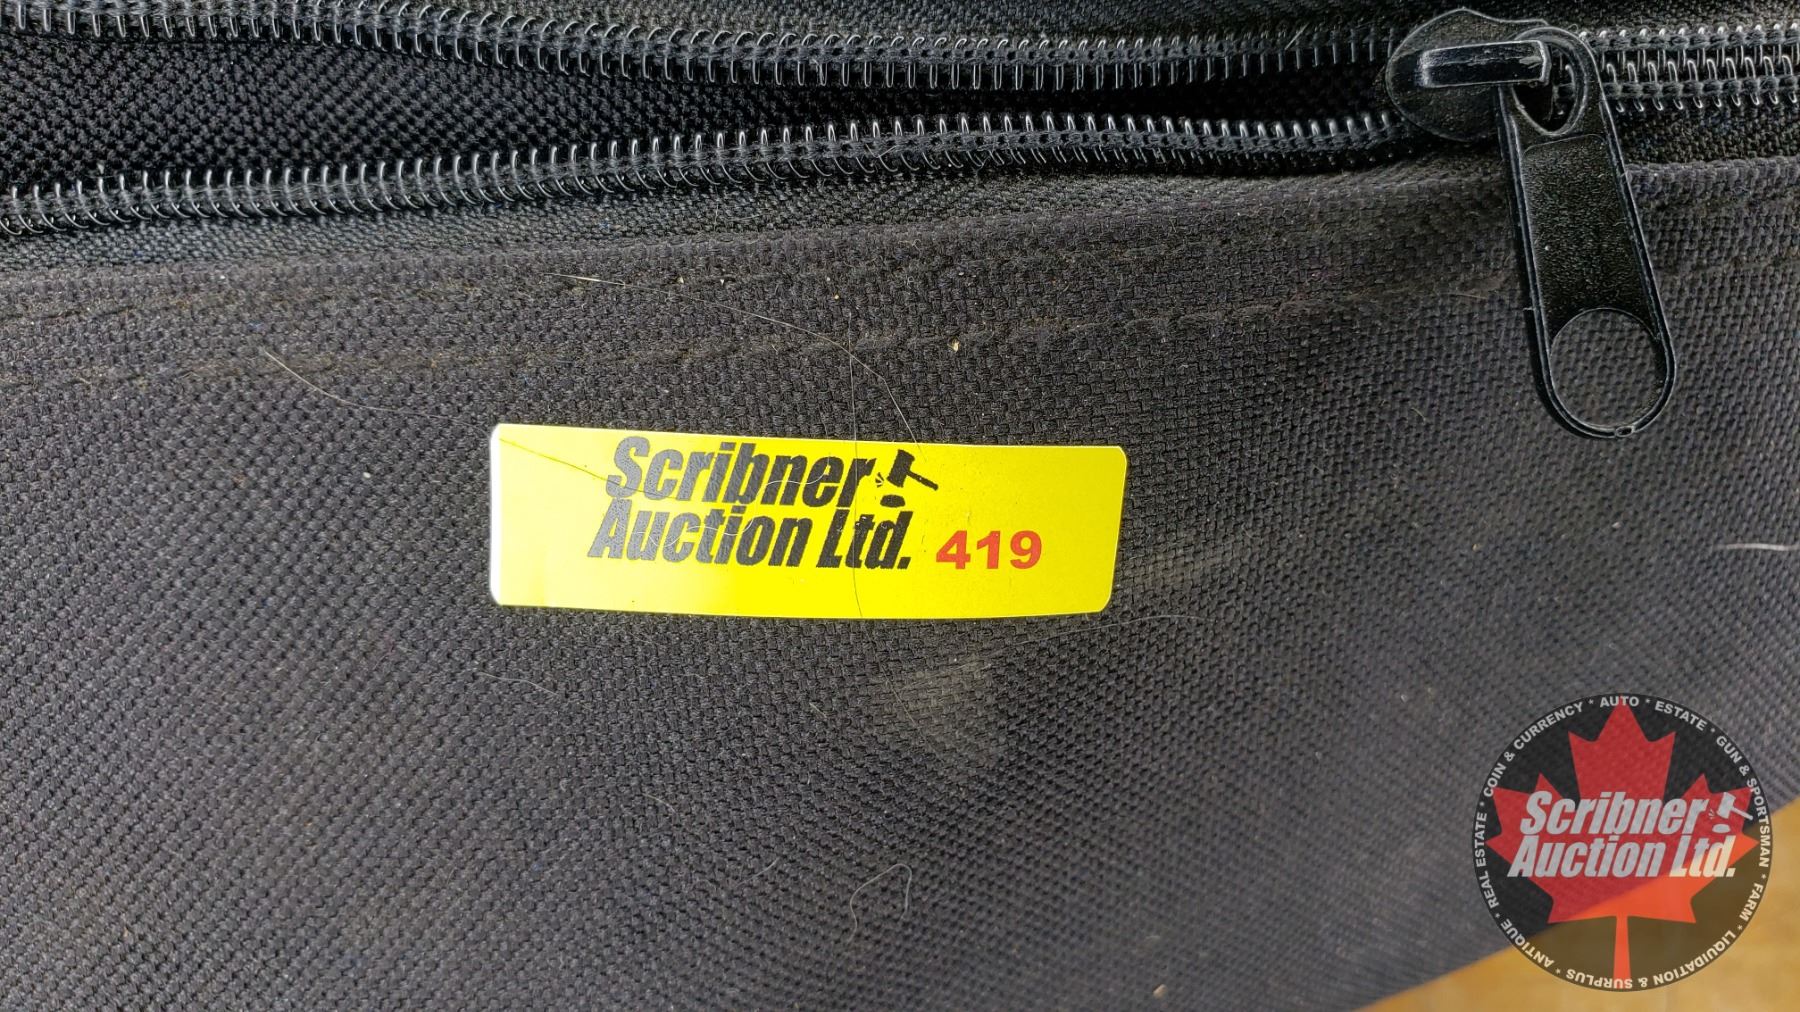 Scribner
Auction Ltd. 419
* AUTO * ESTATE * GUN & SPORTSMAN * FARM * LIQUIDATION & SURPLUS * ANTIQUE * REAL ESTATE * COIN & CURRENCY
Scribner
Auction Ltd.